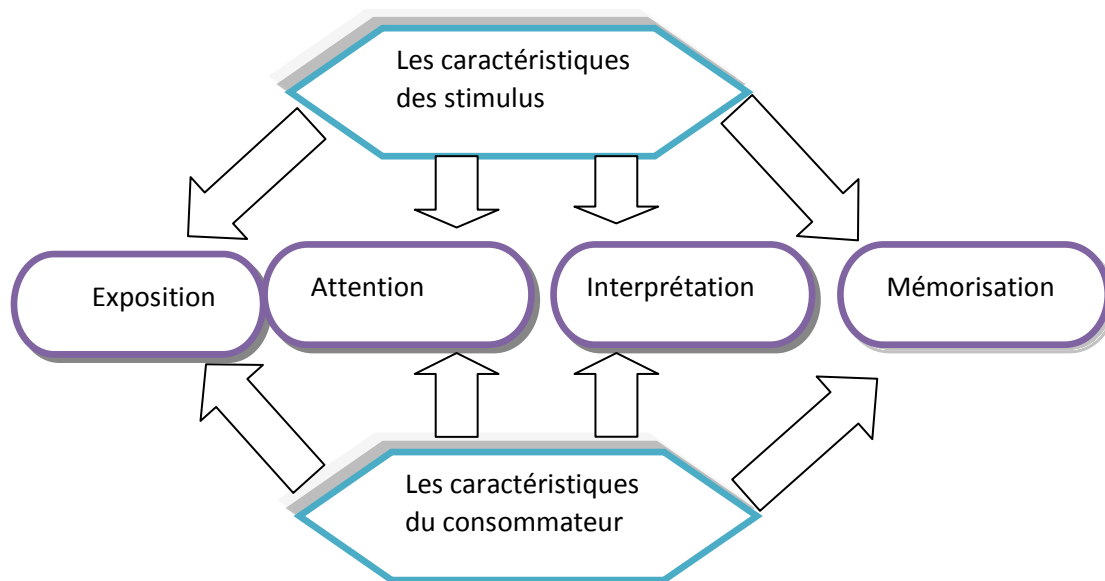 Les caractéristiques
des stimulus
Exposition
Attention
Interprétation
Mémorisation
Les caractéristiques
du consommateur